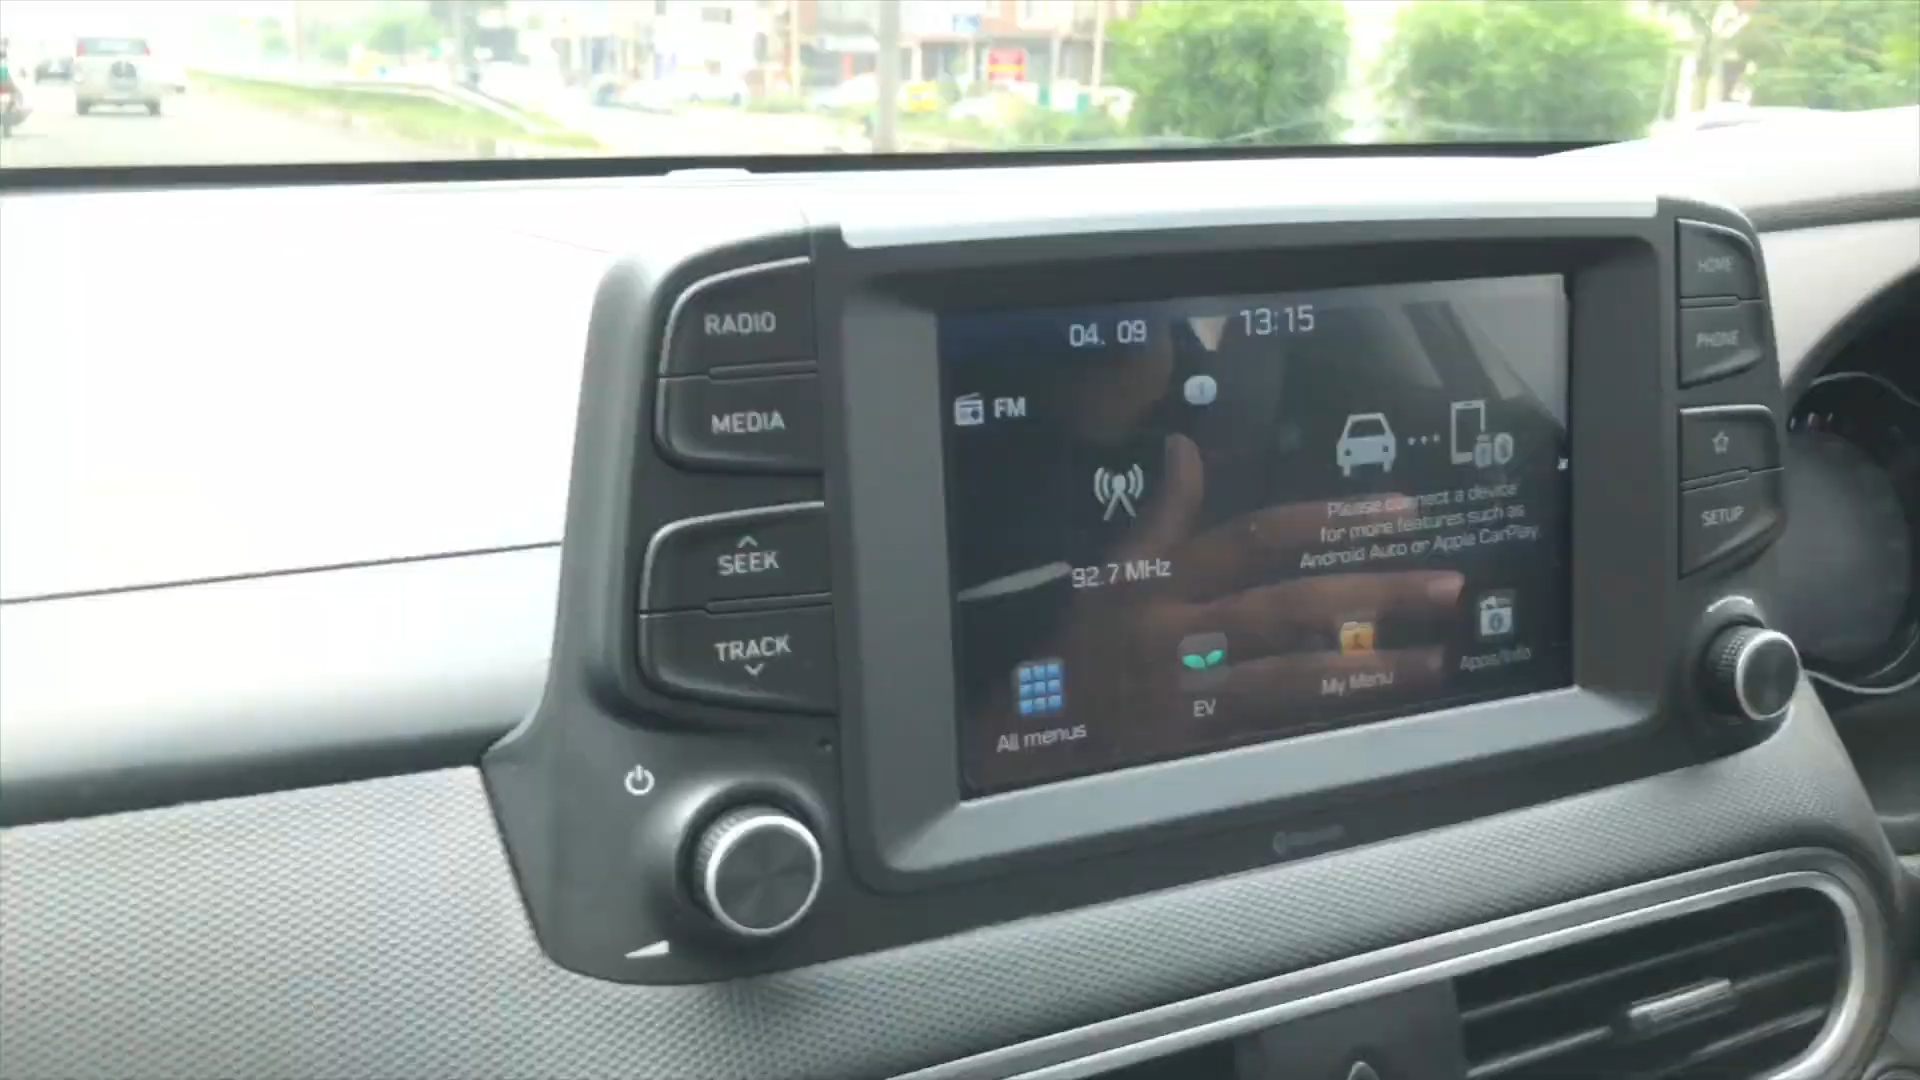 RADIO
MEDIA
SEEK
TRACK
04. 09
13:15
FM
92.7 MHz
Please connect a device
for more features such as
Android Auto or Apple CarPlay.
All menus
EV
My Menu
Apps/Info
HOME
PHONE
SETUP